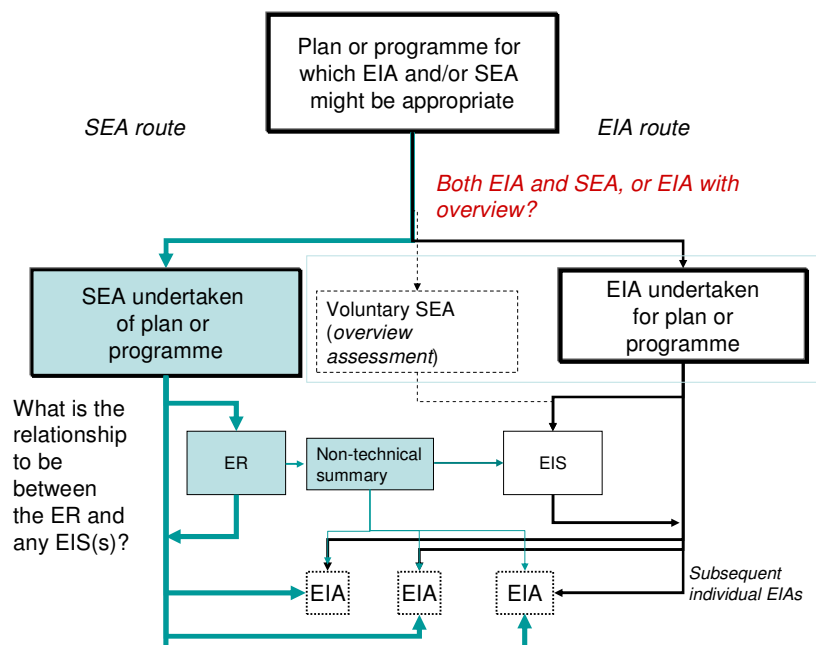 Plan or programme for
which EIA and/or SEA
might be appropriate
SEA route
EIA route
Both EIA and SEA, or EIA with
overview?
SEA undertaken
of plan or
programme
Voluntary SEA
(overview
assessment)
EIA undertaken
for plan or
programme
What is the
relationship
to be
between
the ER and
any EIS(s)?
ER
Non-technical
summary
EIS
EIA
EIA
EIA
Subsequent
individual EIAs